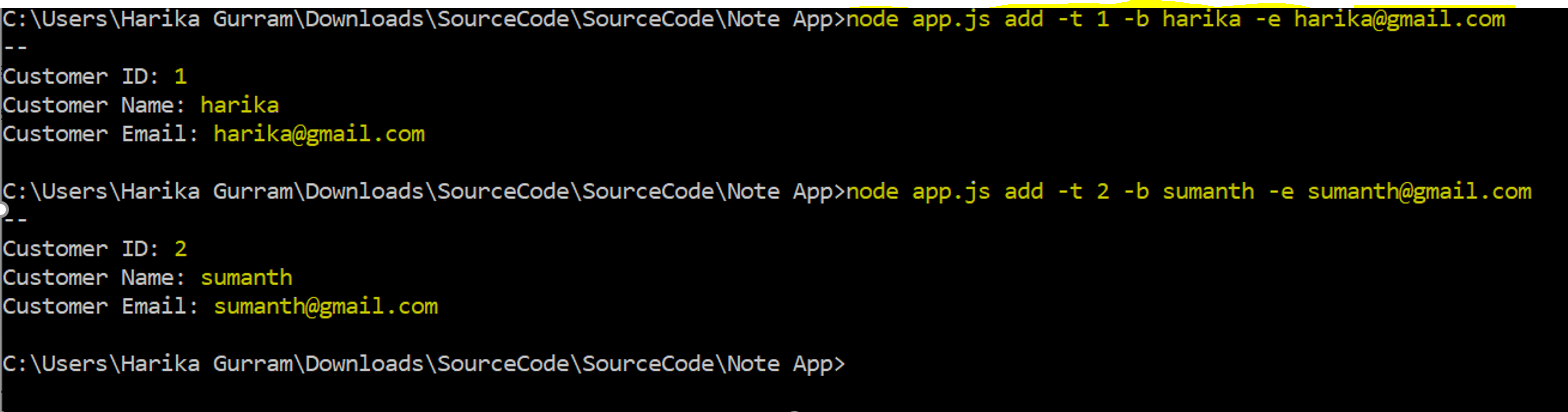 C:\Users\Harika Gurram\Downloads\SourceCode\SourceCode\Note App>node app.js add -t 1 -b harika -e harika@gmail.com
--
Customer ID: 1
Customer Name: harika
Customer Email: harika@gmail.com
C:\Users\Harika Gurram\Downloads\SourceCode\SourceCode\Note App>node app.js add -t 2 -b sumanth -e sumanth@gmail.com
--
Customer ID: 2
Customer Name: sumanth
Customer Email: sumanth@gmail.com
C:\Users\Harika Gurram\Downloads\SourceCode\SourceCode\Note App>